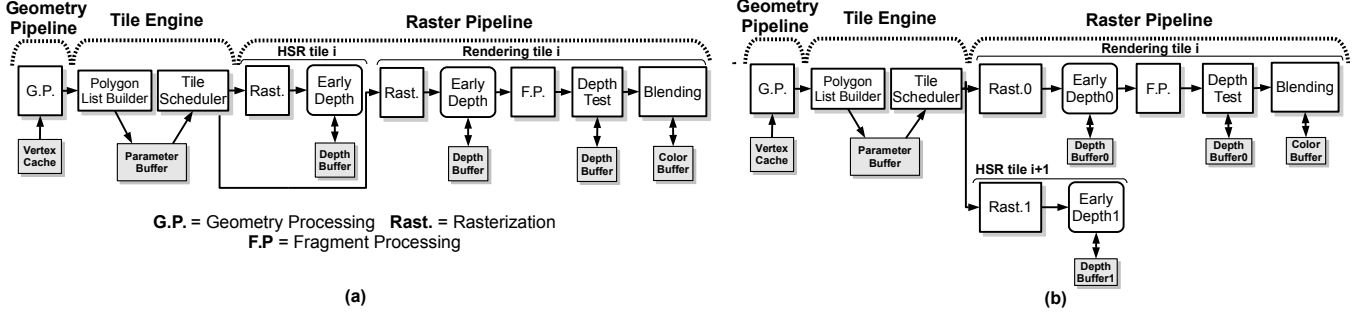 Geometry
Pipeline
Tile Engine
Raster Pipeline
HSR tile i
Rendering tile i
G.P.
Polygon
List Builder
Tile
Scheduler
Rast.
Early
Depth
Rast.
Early
Depth
F.P.
Depth
Test
Blending
Vertex
Cache
Parameter
Buffer
Depth
Buffer
Depth
Buffer
Depth
Buffer
Color
Buffer
G.P. = Geometry Processing Rast. = Rasterization
F.P = Fragment Processing
(a)
Geometry
Pipeline
Tile Engine
Raster Pipeline
Rendering tile i
G.P.
Polygon
List Builder
Tile
Scheduler
Rast.0
Early
Depth0
F.P.
Depth
Test
Blending
Vertex
Cache
Parameter
Buffer
Depth
Buffer0
Depth
Buffer0
Color
Buffer
HSR tile i+1
Rast.1
Early
Depth1
Depth
Buffer1
(b)